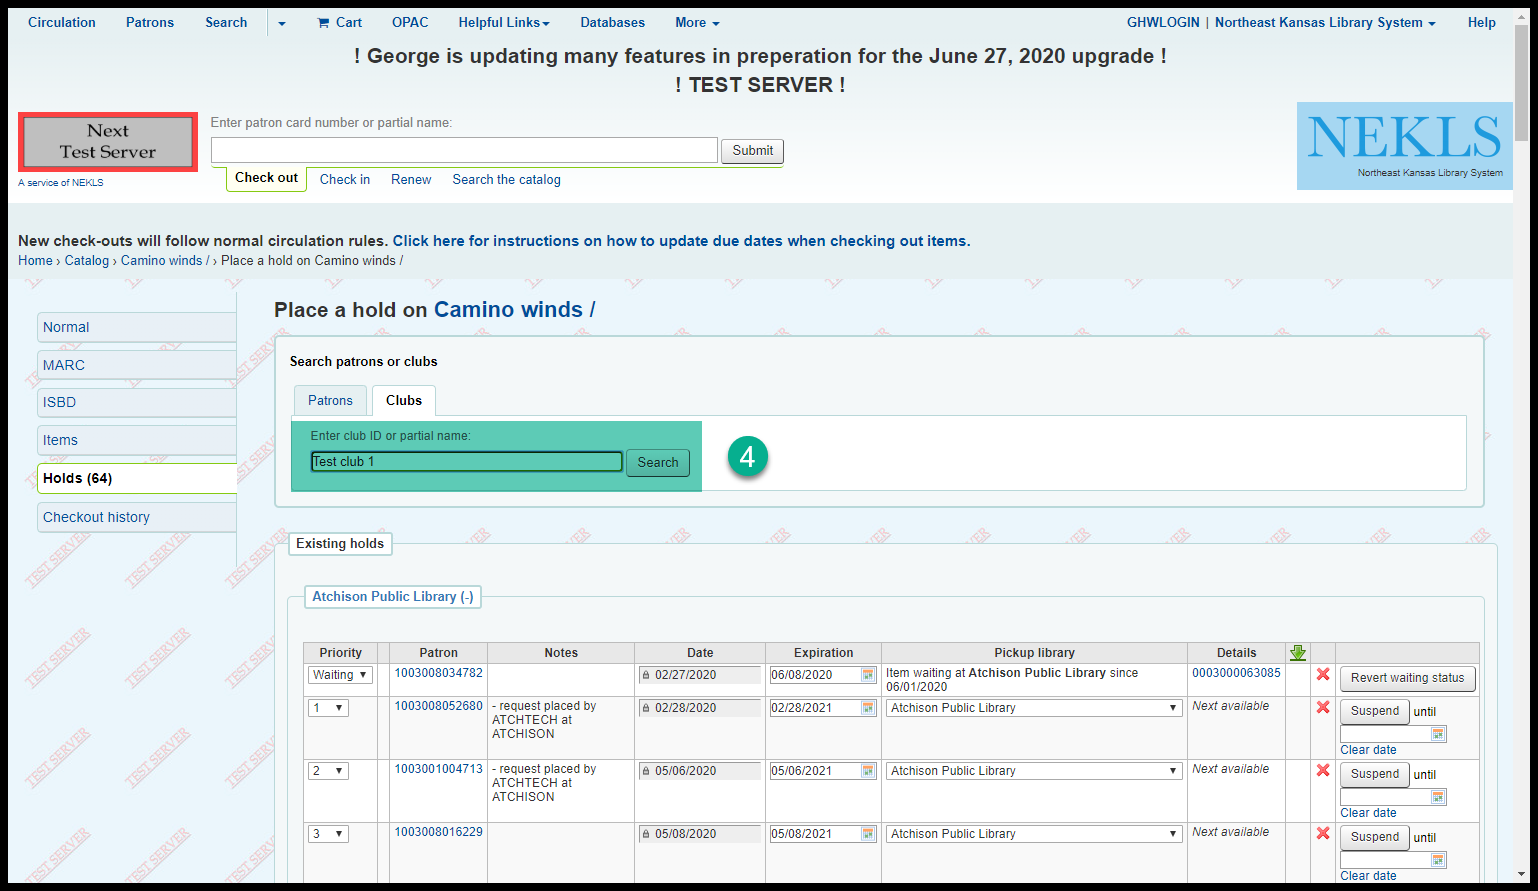 Circulation Patrons Search Cart OPAC Helpful Links Databases More GHWLOGIN | Northeast Kansas Library System Help
! George is updating many features in preperation for the June 27, 2020 upgrade !
! TEST SERVER !
Next
Test Server
A service of NEKLS
Enter patron card number or partial name:
Submit
Check out Check in Renew Search the catalog
NEKLS
Northeast Kansas Library System
New check-outs will follow normal circulation rules. Click here for instructions on how to update due dates when checking out items.
Home › Catalog › Camino winds / › Place a hold on Camino winds /
Normal
MARC
ISBD
Items
Holds (64)
Checkout history
Place a hold on Camino winds /
Search patrons or clubs
Patrons Clubs
Enter club ID or partial name:
Test club 1 Search
4
Existing holds
Atchison Public Library (-)
Priority Patron Notes Date Expiration Pickup library Details
Waiting 1003008034782 02/27/2020 06/08/2020 Item waiting at Atchison Public Library since 0003000063085 Revert waiting status
06/01/2020
1 1003008052680 - request placed by 02/28/2020 02/28/2021 Atchison Public Library Next available Suspend until
ATCHTECH at
ATCHISON
Clear date
2 1003001004713 - request placed by 05/06/2020 05/06/2021 Atchison Public Library Next available Suspend until
ATCHTECH at
ATCHISON
Clear date
3 1003008016229 05/08/2020 05/08/2021 Atchison Public Library Next available Suspend until
Clear date
TEST SERVER